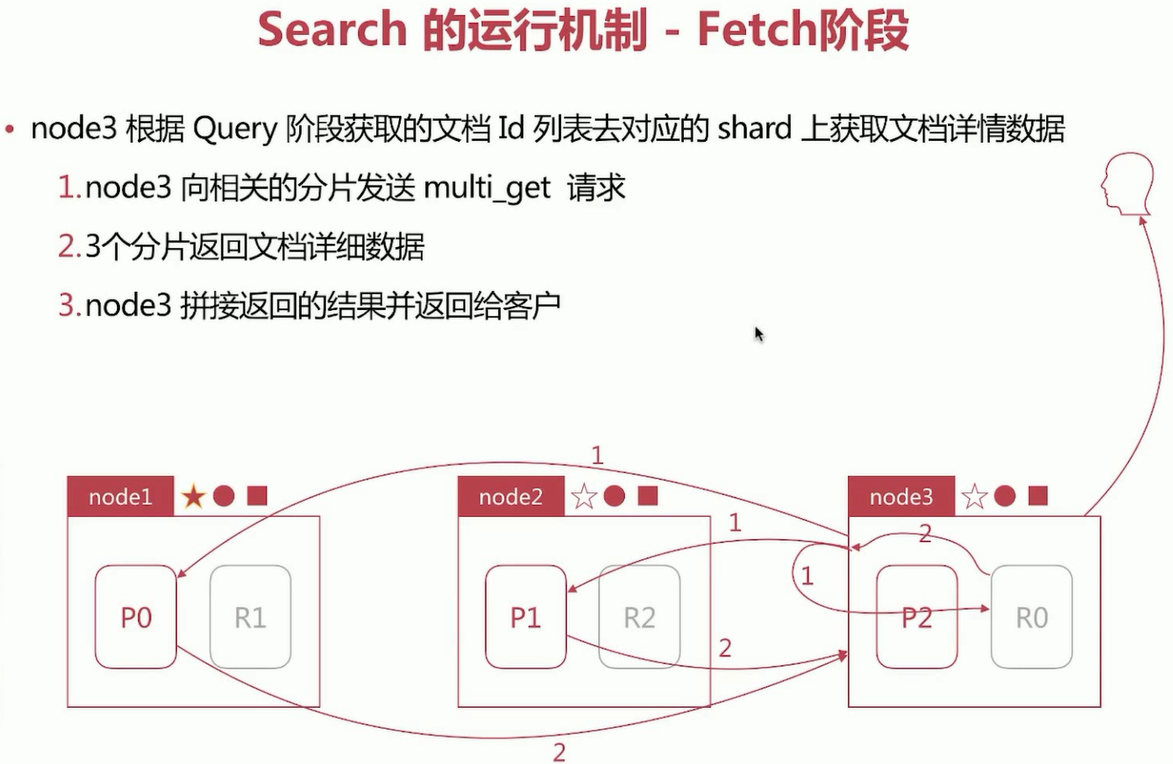 Search 的运行机制 - Fetch阶段
• node3 根据 Query 阶段获取的文档 Id 列表去对应的 shard 上获取文档详情数据
1.node3 向相关的分片发送 multi_get 请求
2.3个分片返回文档详细数据
3.node3 拼接返回的结果并返回给客户
1
node1
node2
node3
1
2
1
P0
R1
P1
R2
P2
R0
2
2